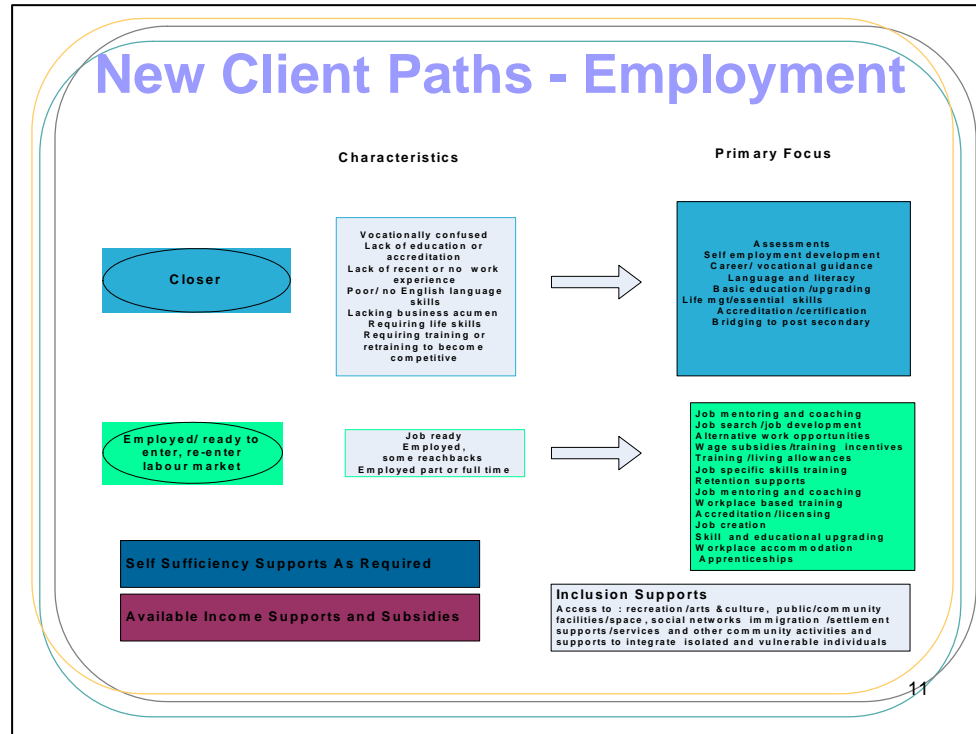 New Client Paths - Employment
Characteristics
Primary Focus
Closer
Vocationally confused
Lack of education or
accreditation
Lack of recent or no work
experience
Poor/ no English language
skills
Lacking business acumen
Requiring life skills
Requiring training or
retraining to become
competitive
Assessments
Self employment development
Career/ vocational guidance
Language and literacy
Basic education /upgrading
Life mgt/essential skills
Accreditation /certification
Bridging to post secondary
Employed/ ready to
enter, re-enter
labour market
Job ready
Employed,
some reachbacks
Employed part or full time
Job mentoring and coaching
Job search /job development
Alternative work opportunities
Wage subsidies /training incentives
Training /living allowances
Job specific skills training
Retention supports
Job mentoring and coaching
Workplace based training
Accreditation /licensing
Job creation
Skill and educational upgrading
Workplace accommodation
Apprenticeships
Self Sufficiency Supports As Required
Available Income Supports and Subsidies
Inclusion Supports
Access to : recreation /arts &culture, public/community
facilities/space , social networks immigration /settlement
supports /services and other community activities and
supports to integrate isolated and vulnerable individuals
11